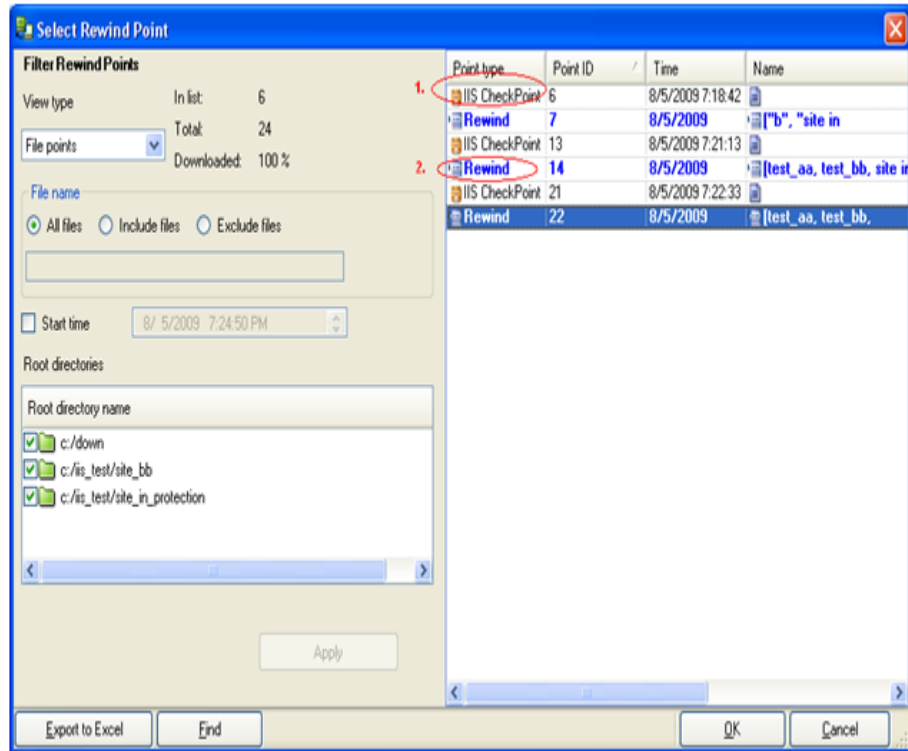 Select Rewind Point
Filter Rewind Points
View type
In list: 6
Total: 24
Downloaded: 100 %
File points
File name
All files Include files Exclude files
Start time 8/ 5/2009 7:24:50 PM
Root directories
Root directory name
c:/down
c:/iis_test/site_bb
c:/iis_test/site_in_protection
Apply
Point type Point ID / Time Name
1. IIS CheckPoint 6 8/5/2009 7:18:42
Rewind 7 8/5/2009 ["b", "site in
IIS CheckPoint 13 8/5/2009 7:21:13
2. Rewind 14 8/5/2009 [test_aa, test_bb, site in
IIS CheckPoint 21 8/5/2009 7:22:33
Rewind 22 8/5/2009 [test_aa, test_bb,
Export to Excel Find OK Cancel